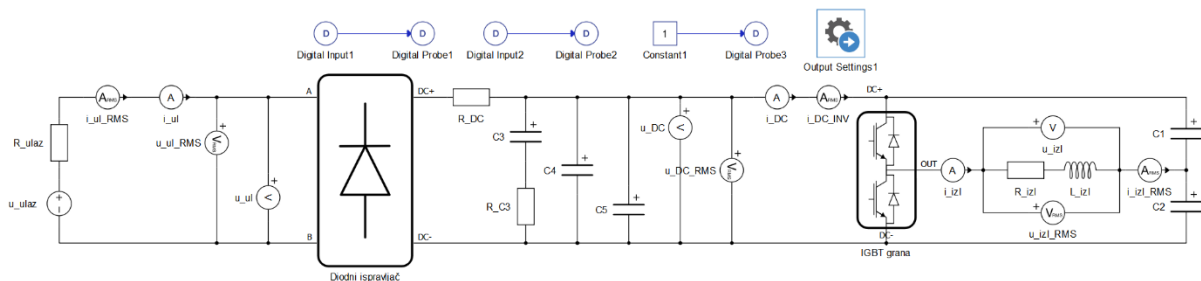 D
D
D
D
1
D
Digital Input1
Digital Probe1
Digital Input2
Digital Probe2
Constant1
Digital Probe3
Output Settings1
ARMS
i_ul_RMS
A
i_ul
A
DC+
R_DC
A
i_DC
ARMS
i_DC_INV
DC+
R_ulaz
VRMS
u_ul_RMS
C3
u_DC
V
C1
V
u_izl
u_DC_RMS
VRMS
C4
OUT
A
i_izl
R_izl
L_izl
ARMS
i_izl_RMS
u_ulaz
u_ul
V
R_C3
C5
C2
VRMS
u_izl_RMS
B
DC-
DC-
IGBT grana
Diodni ispravljač